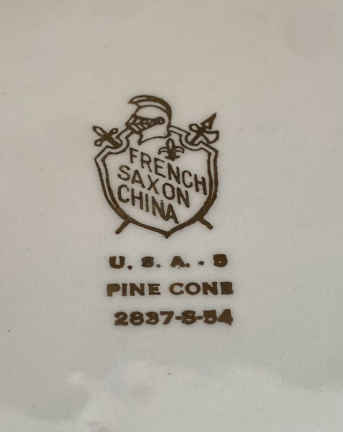 FRENCH
SAXON
CHINA
U. S. A. - 5
PINE CONE
2837-S-54